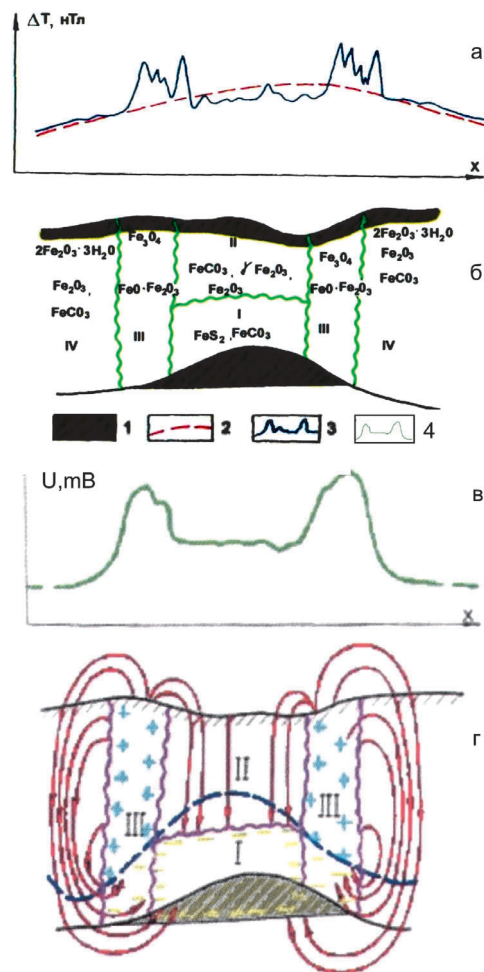 ΔT, нТл
а
x
б
2Fe₂O₃·3H₂O
Fe₃O₄
II
Fe₃O₄
2Fe₂O₃·3H₂O
Fe₂O₃
FeCO₃
FeCO₃, γ Fe₂O₃,
Fe₂O₃, FeO·Fe₂O₃
Fe₂O₃
FeO·Fe₂O₃
FeCO₃
I
III
FeS₂, FeCO₃
III
IV
IV
1
2
3
4
U,mB
в
X
г
II
III
III
I